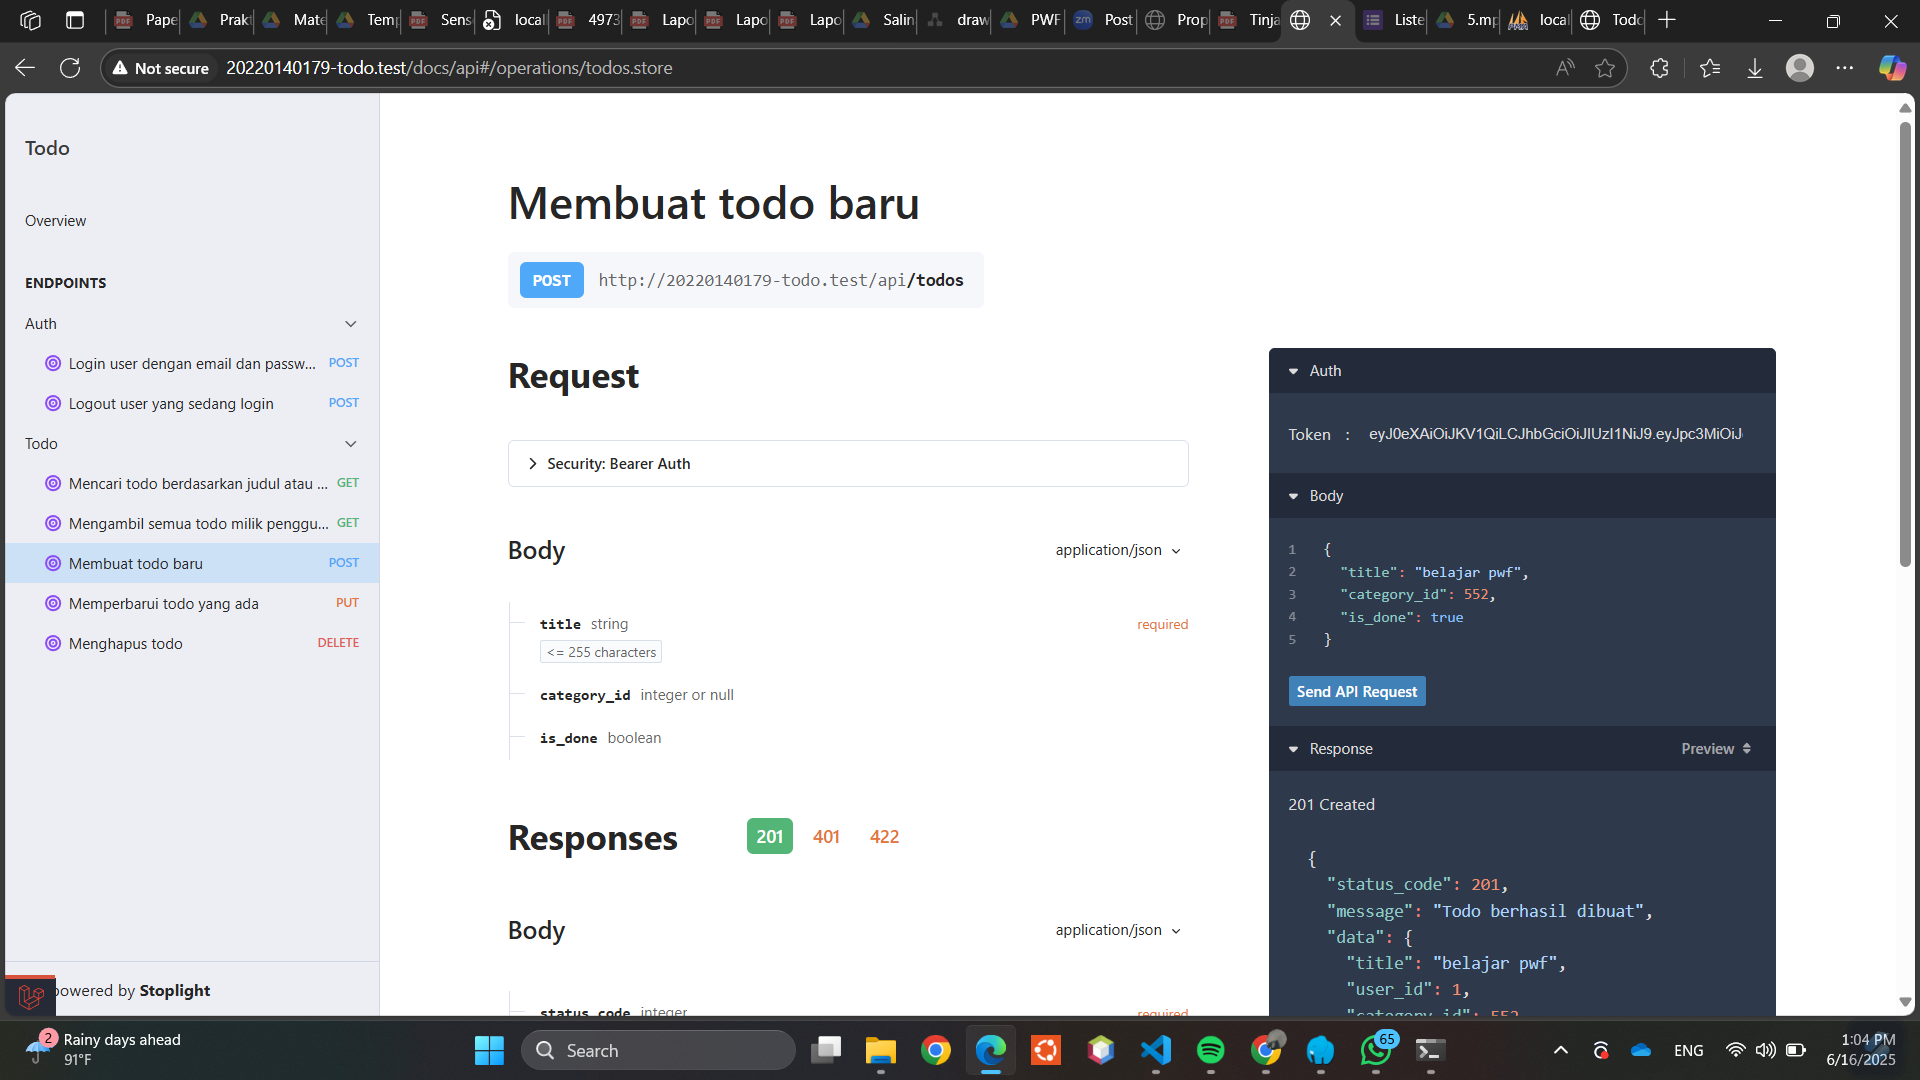 Pape
Prakt
Mate
Temp
Sens
local
4973
Lapo
Lapo
Lapo
Salin
draw
PWF
Post
Prop
Tinja
Liste
5.mp
local
Todo
Not secure
20220140179-todo.test/docs/api#/operations/todos.store
Todo
Overview
ENDPOINTS
Auth
Login user dengan email dan passw... POST
Logout user yang sedang login POST
Todo
Mencari todo berdasarkan judul atau ... GET
Mengambil semua todo milik penggu... GET
Membuat todo baru POST
Memperbarui todo yang ada PUT
Menghapus todo DELETE
powered by Stoplight
Membuat todo baru
POST http://20220140179-todo.test/api/todos
Request
Security: Bearer Auth
Body application/json
title string required
<= 255 characters
category_id integer or null
is_done boolean
Responses 201 401 422
Body application/json
status_code integer required
Auth
Token : eyJ0eXAiOiJKV1QiLCJhbGciOiJIUzI1NiJ9.eyJpc3MiOiJ
Body
1 {
2 "title": "belajar pwf",
3 "category_id": 552,
4 "is_done": true
5 }
Send API Request
Response Preview
201 Created
{
"status_code": 201,
"message": "Todo berhasil dibuat",
"data": {
"title": "belajar pwf",
"user_id": 1,
"category_id": 552
2
Rainy days ahead
91°F
Search
65
ENG
1:04 PM
6/16/2025